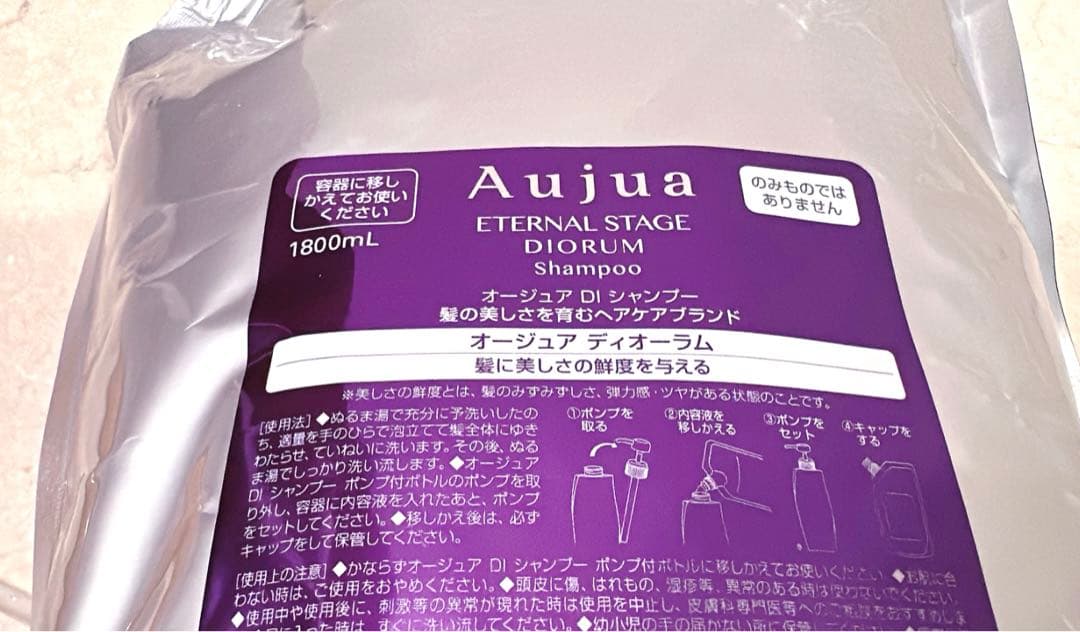 容器に移し
かえてお使い
ください
1800mL
Aujua
ETERNAL STAGE
DIORUM
Shampoo
のみものでは
ありません
オージュア DI シャンプー
髪の美しさを育むヘアケアブランド
オージュア ディオーラム
髪に美しさの鮮度を与える
※美しさの鮮度とは、髪のみずみずしさ、弾力感・ツヤがある状態のことです。
[使用法] ◆ぬるま湯で充分に予洗いしたの
ち、適量を手のひらで泡立てて髪全体にゆき
わたらせ、ていねいに洗います。その後、ぬる
ま湯でしっかり洗い流します。◆オージュア
DI シャンプー ポンプ付ボトルのポンプを取
り外し、容器に内容液を入れたあと、ポンプ
をセットしてください。◆移しかえ後は、必ず
キャップをして保管してください。
①ポンプを
取る
②内容液を
移しかえる
③ポンプを
セット
④キャップを
する
[使用上の注意] ◆かならずオージュア DI シャンプー ポンプ付ボトルに移しかえてお使いください ◆お肌に合
わない時は、ご使用をおやめください。◆頭皮に傷、はれもの、湿疹等、異常のある時は使わないでください
◆使用中や使用後に、刺激等の異常が現れた時は使用を中止し、皮膚科専門医等へのご相談をおすすめしま
に入った時は、すぐに洗い流してください。◆幼小児の手の届かない所に保管して